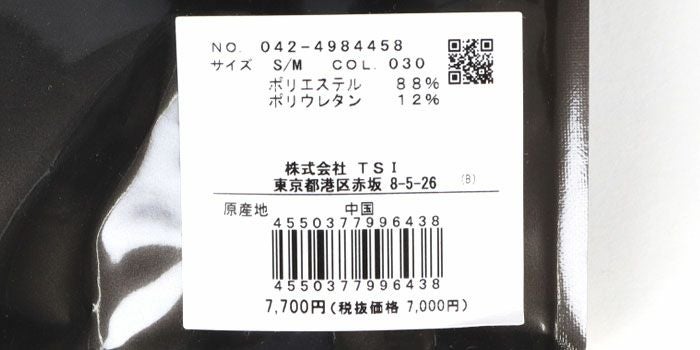 NO. 042-4984458
サイズ S/M COL. 030
ポリエステル 88%
ポリウレタン 12%
株式会社 TSI
東京都港区赤坂 8-5-26 (B)
原産地 中国
4550377996438
4550377996438
7,700円(税抜価格 7,000円)